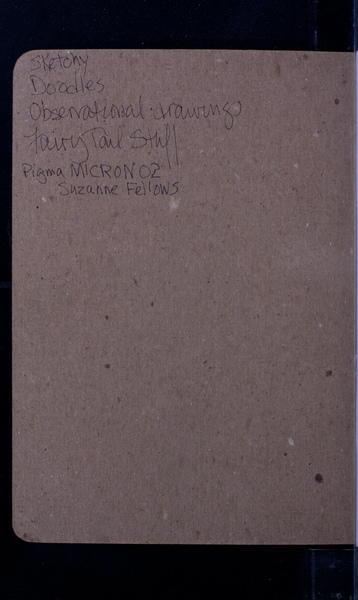 Sketchy
Doodles
Observational drawings
Fairy Tail Stuff
Pigma MICRON 02
Suzanne Fellows